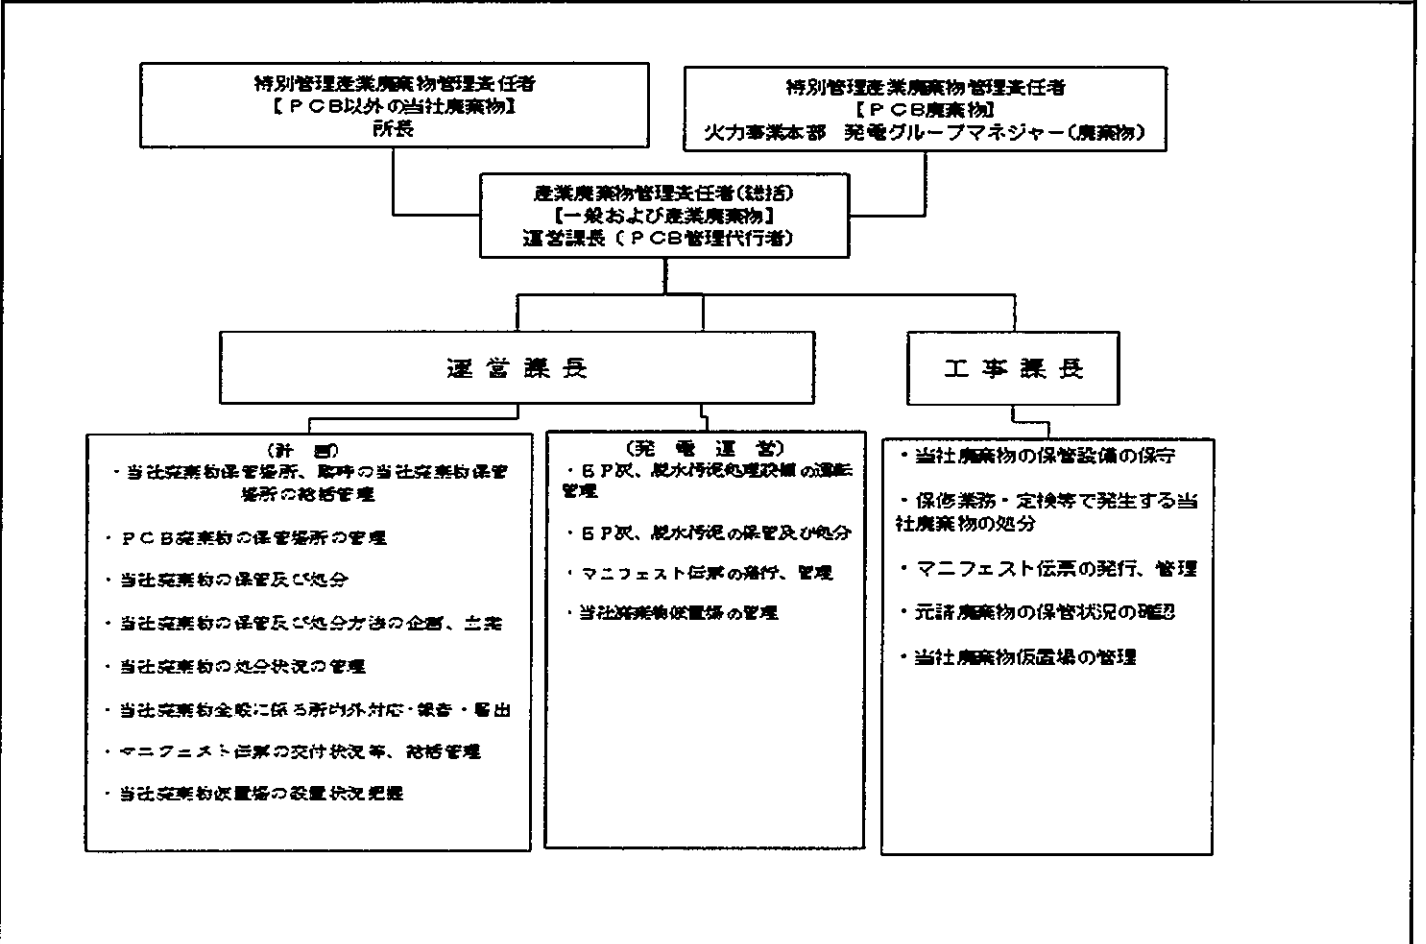 特別管理産業廃棄物管理責任者
【ＰＣＢ以外の当社廃棄物】
所長
特別管理産業廃棄物管理責任者
【ＰＣＢ廃棄物】
火力事業本部　発電グループマネジャー（廃棄物）
産業廃棄物管理責任者（総括）
【一般および産業廃棄物】
運営課長（ＰＣＢ管理代行者）
運営課長
工事課長
（計画）
・当社廃棄物保管場所、臨時の当社廃棄物保管
場所の総括管理
・ＰＣＢ廃棄物の保管場所の管理
・当社廃棄物の保管及び処分
・当社廃棄物の保管及び処分方法の企画、立案
・当社廃棄物の処分状況の管理
・当社廃棄物全般に係る所内外対応・報告・届出
・マニフェスト伝票の交付状況等、総括管理
・当社廃棄物仮置場の設置状況把握
（発電運営）
・ＥＰ灰、脱水汚泥処理設備の運転
管理
・ＥＰ灰、脱水汚泥の保管及び処分
・マニフェスト伝票の発行、管理
・当社廃棄物仮置場の管理
・当社廃棄物の保管設備の保守
・保修業務・定検等で発生する当
社廃棄物の処分
・マニフェスト伝票の発行、管理
・元請廃棄物の保管状況の確認
・当社廃棄物仮置場の管理